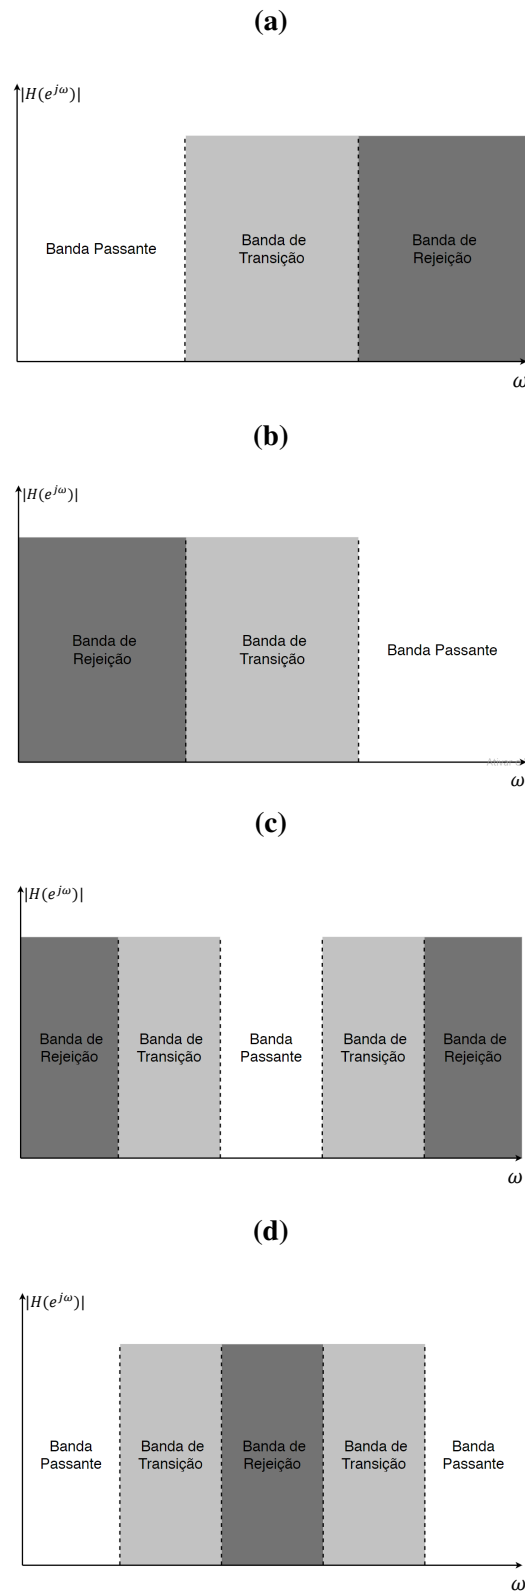 (a)
|H(e^{jω})|
Banda Passante
Banda de
Transição
Banda de
Rejeição
ω
(b)
|H(e^{jω})|
Banda de
Rejeição
Banda de
Transição
Banda Passante
ω
(c)
|H(e^{jω})|
Banda de
Rejeição
Banda de
Transição
Banda
Passante
Banda de
Transição
Banda de
Rejeição
ω
(d)
|H(e^{jω})|
Banda
Passante
Banda de
Transição
Banda de
Rejeição
Banda de
Transição
Banda
Passante
ω